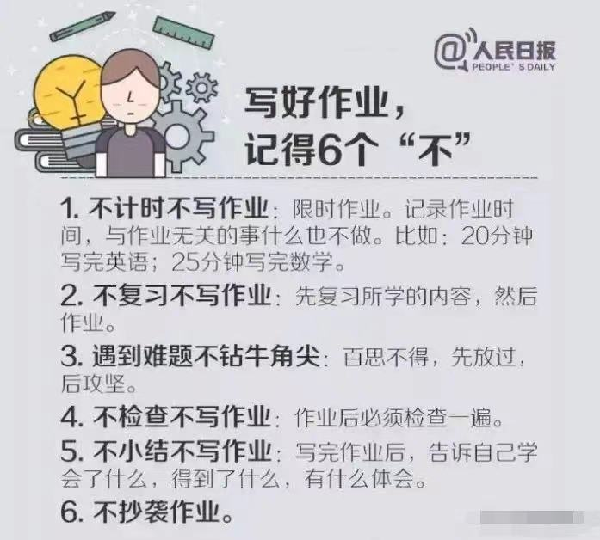 @人民日报
PEOPLE'S DAILY
写好作业，
记得6个“不”
1. 不计时不写作业：限时作业。记录作业时
间，与作业无关的事什么也不做。比如：20分钟
写完英语；25分钟写完数学。
2. 不复习不写作业：先复习所学的内容，然后
作业。
3. 遇到难题不钻牛角尖：百思不得，先放过，
后攻坚。
4. 不检查不写作业：作业后必须检查一遍。
5. 不小结不写作业：写完作业后，告诉自己学
会了什么，得到了什么，有什么体会。
6. 不抄袭作业。